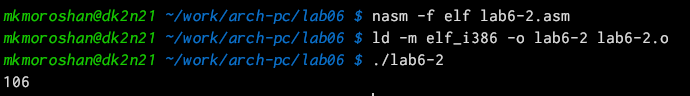 mkmoroshan@dk2n21 ~/work/arch-pc/lab06 $ nasm -f elf lab6-2.asm
mkmoroshan@dk2n21 ~/work/arch-pc/lab06 $ ld -m elf_i386 -o lab6-2 lab6-2.o
mkmoroshan@dk2n21 ~/work/arch-pc/lab06 $ ./lab6-2
106